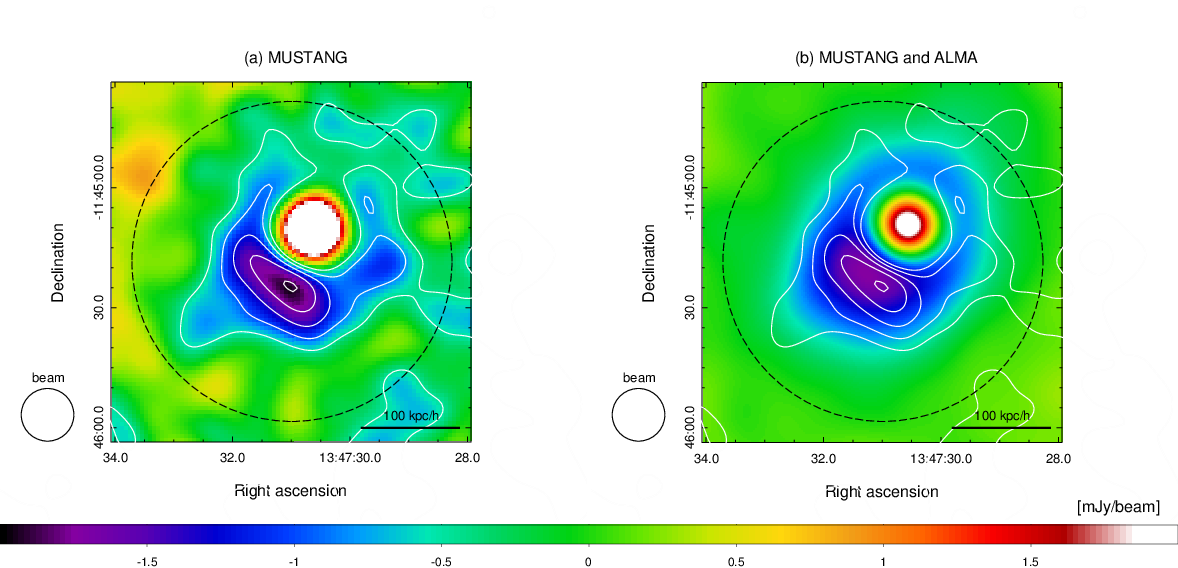 (a) MUSTANG
(b) MUSTANG and ALMA
Declination
-11:45:00.0
30.0
46:00.0
beam
100 kpc/h
34.0 32.0 13:47:30.0 28.0
Right ascension
Declination
-11:45:00.0
30.0
46:00.0
beam
100 kpc/h
34.0 32.0 13:47:30.0 28.0
Right ascension
[mJy/beam]
-1.5 -1 -0.5 0 0.5 1 1.5